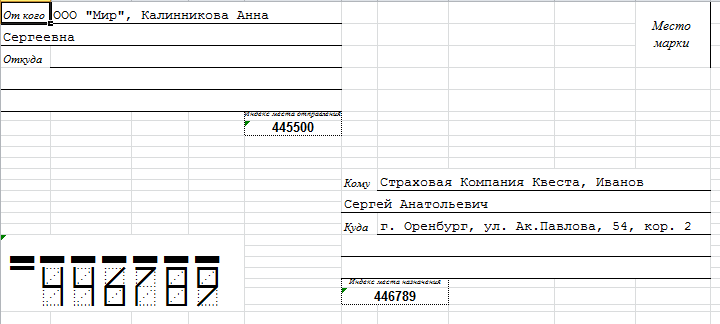 От кого ООО "Мир", Калинникова Анна
Сергеевна
Откуда
Место
марки
Индекс места отправления
445500
Кому Страховая Компания Квеста, Иванов
Сергей Анатольевич
Куда г. Оренбург, ул. Ак.Павлова, 54, кор. 2
446789
Индекс места назначения
446789